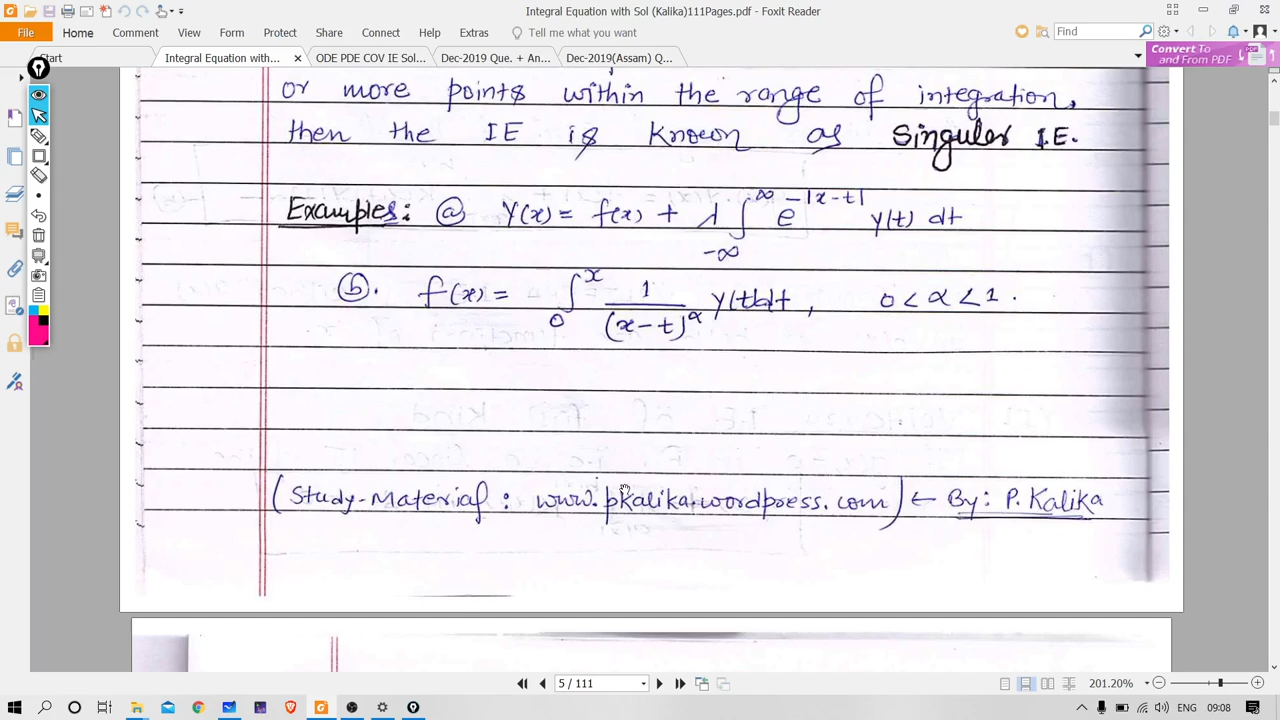 Integral Equation with Sol (Kalika)111Pages.pdf - Foxit Reader
File Home Comment View Form Protect Share Connect Help Extras Tell me what you want Find
Start Integral Equation with... ODE PDE COV IE Sol... Dec-2019 Que. + An... Dec-2019(Assam) Q...
Convert To and From PDF
or more points within the range of integration,
then the IE is known as Singuler I.E.
Examples: (a) y(x) = f(x) + λ ∫_{-∞}^{∞} e^{-|x-t|} y(t) dt
(b). f(x) = ∫_0^x 1/(x-t)^α y(t)dt, 0 < α < 1.
(Study-Material : www.pkalika.wordpress.com) ← By: P. Kalika
5 / 111 201.20%
ENG 09:08